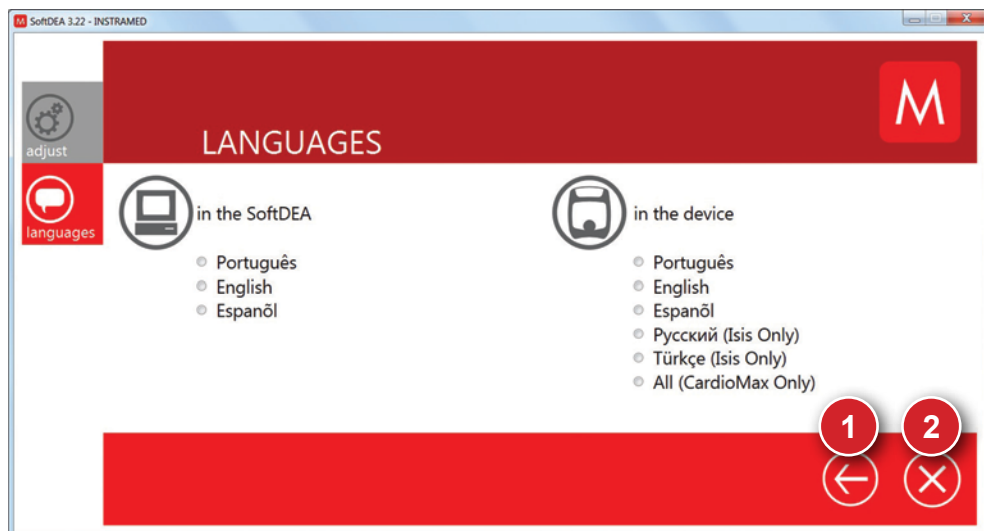 M SoftDEA 3.22 - INSTRAMED
M
LANGUAGES
adjust
languages
in the SoftDEA
Português
English
Espanõl
in the device
Português
English
Espanõl
Русский (Isis Only)
Türkçe (Isis Only)
All (CardioMax Only)
1
2